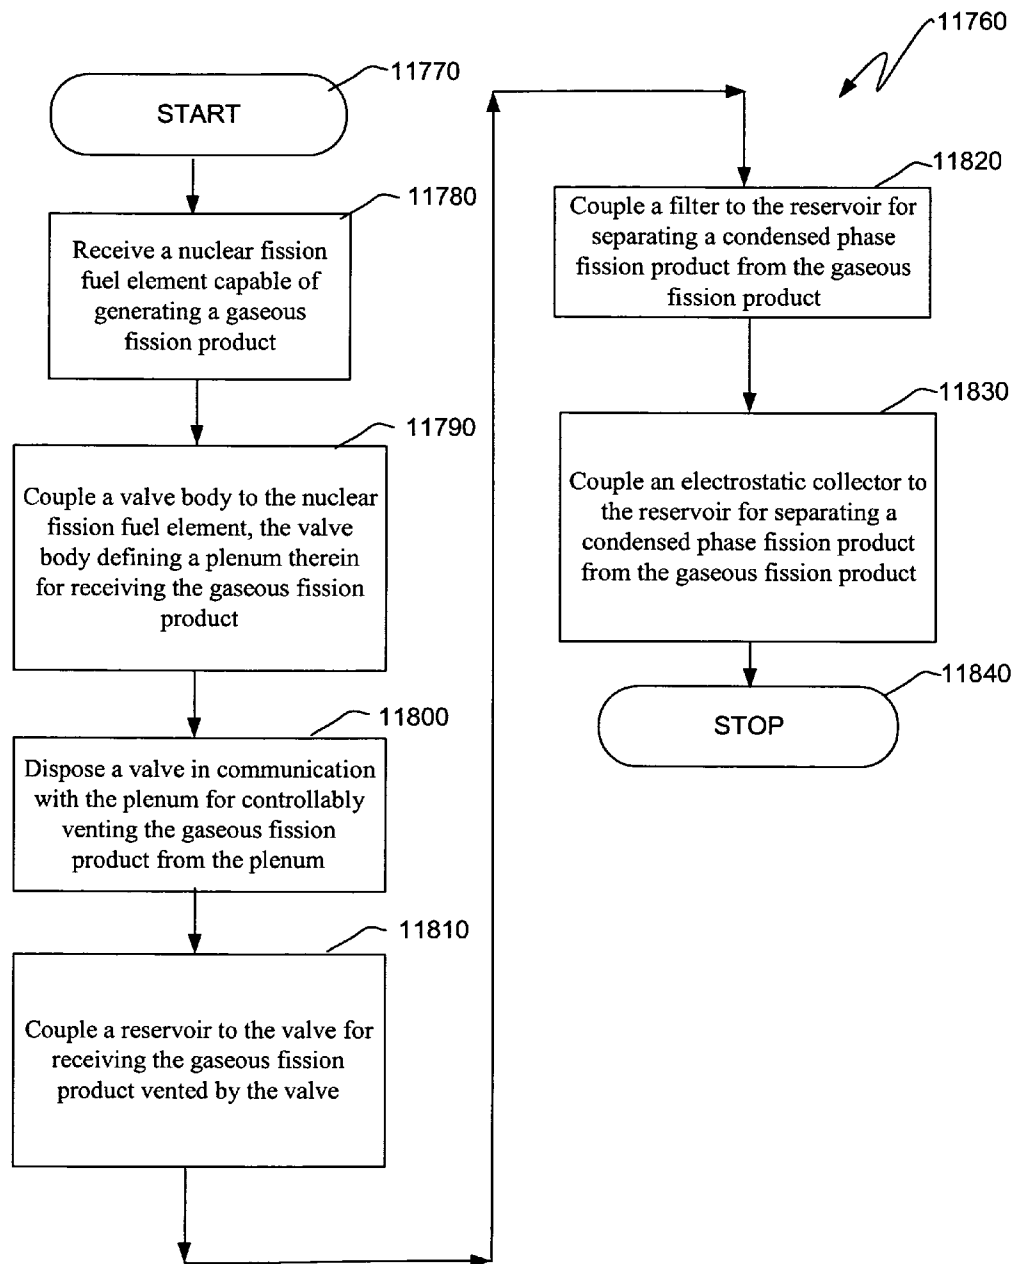 11760
11770
START
11780
Receive a nuclear fission
fuel element capable of
generating a gaseous
fission product
11790
Couple a valve body to the nuclear
fission fuel element, the valve
body defining a plenum therein
for receiving the gaseous fission
product
11800
Dispose a valve in communication
with the plenum for controllably
venting the gaseous fission
product from the plenum
11810
Couple a reservoir to the valve for
receiving the gaseous fission
product vented by the valve
11820
Couple a filter to the reservoir for
separating a condensed phase
fission product from the gaseous
fission product
11830
Couple an electrostatic collector to
the reservoir for separating a
condensed phase fission product
from the gaseous fission product
11840
STOP